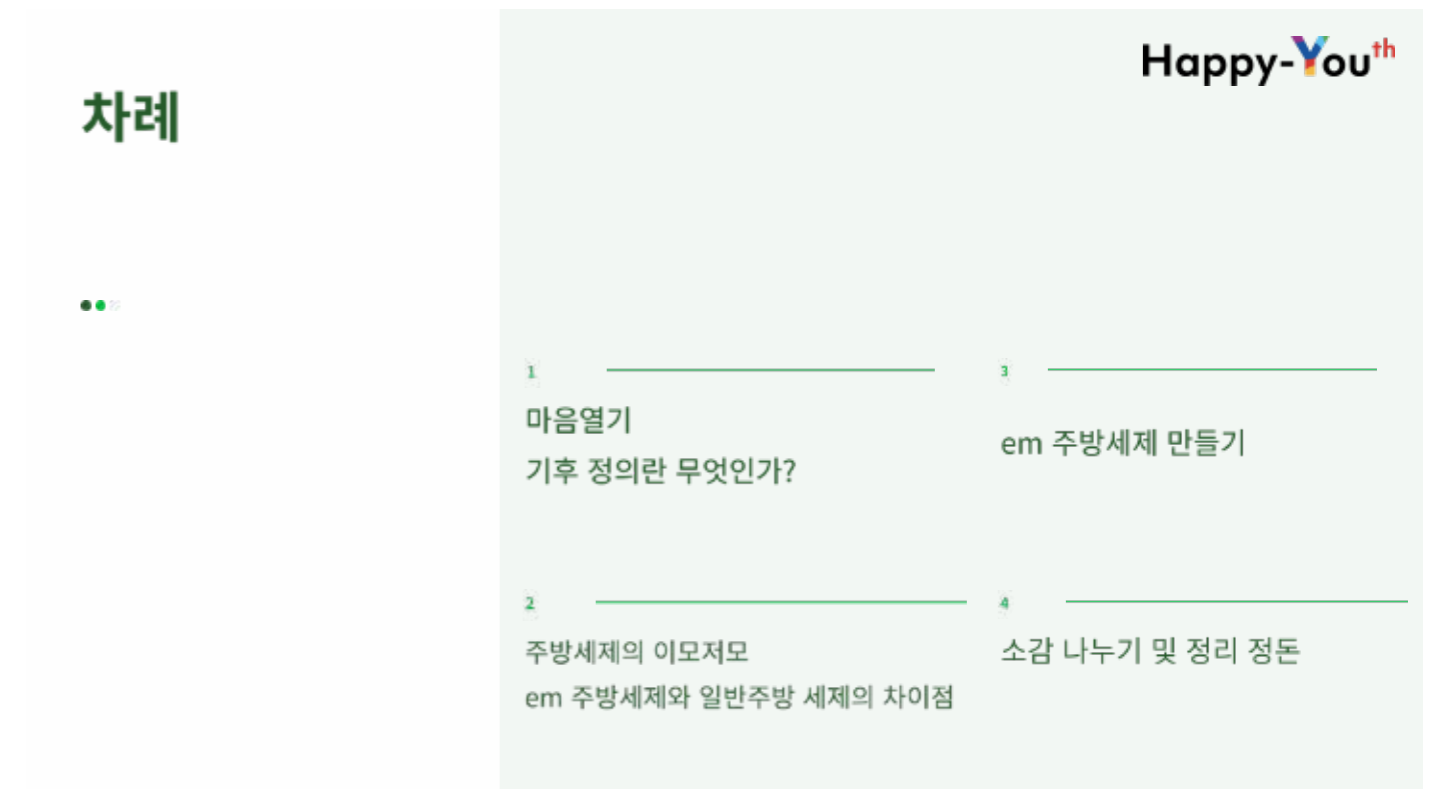 Happy-Youth
차례
1
마음열기
기후 정의란 무엇인가?
2
주방세제의 이모저모
em 주방세제와 일반주방 세제의 차이점
3
em 주방세제 만들기
4
소감 나누기 및 정리 정돈